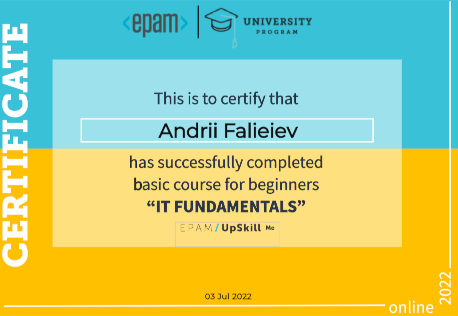 <epam> | UNIVERSITY
PROGRAM
CERTIFICATE
This is to certify that
Andrii Falieiev
has successfully completed
basic course for beginners
“IT FUNDAMENTALS”
EPAM/UpSkill Me
03 Jul 2022
online 2022